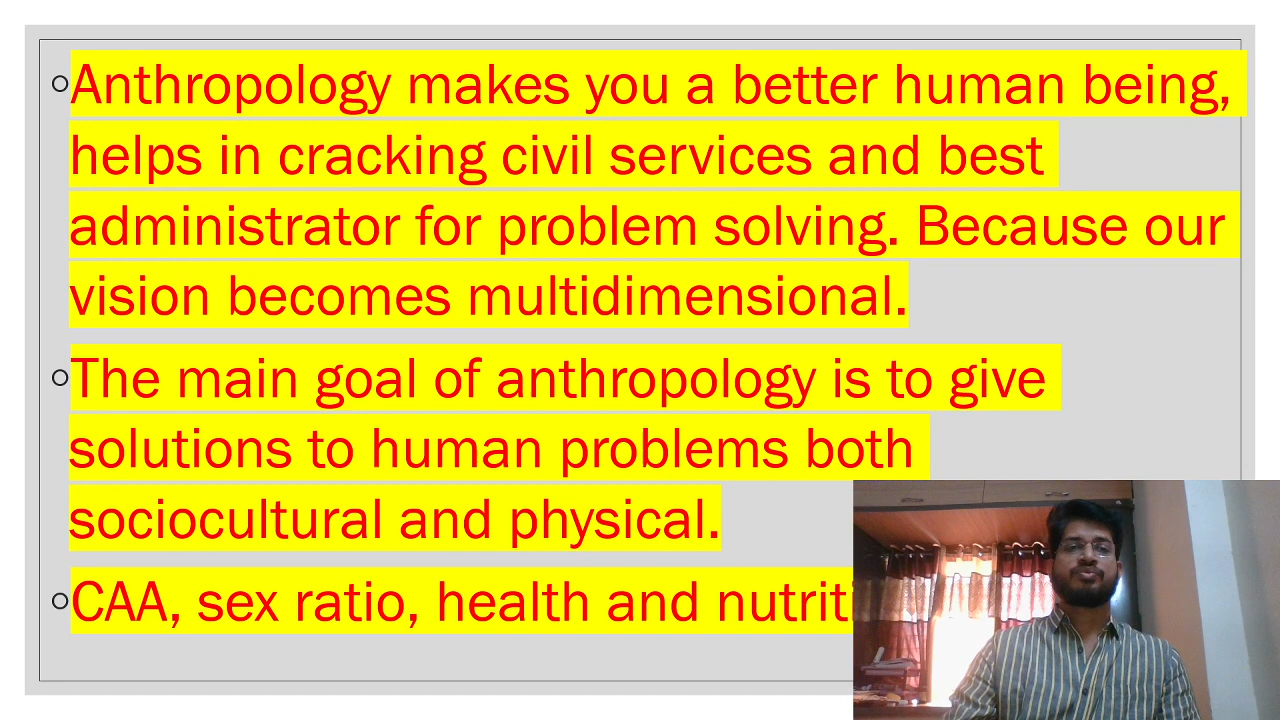 Anthropology makes you a better human being,
helps in cracking civil services and best
administrator for problem solving. Because our
vision becomes multidimensional.
The main goal of anthropology is to give
solutions to human problems both
sociocultural and physical.
CAA, sex ratio, health and